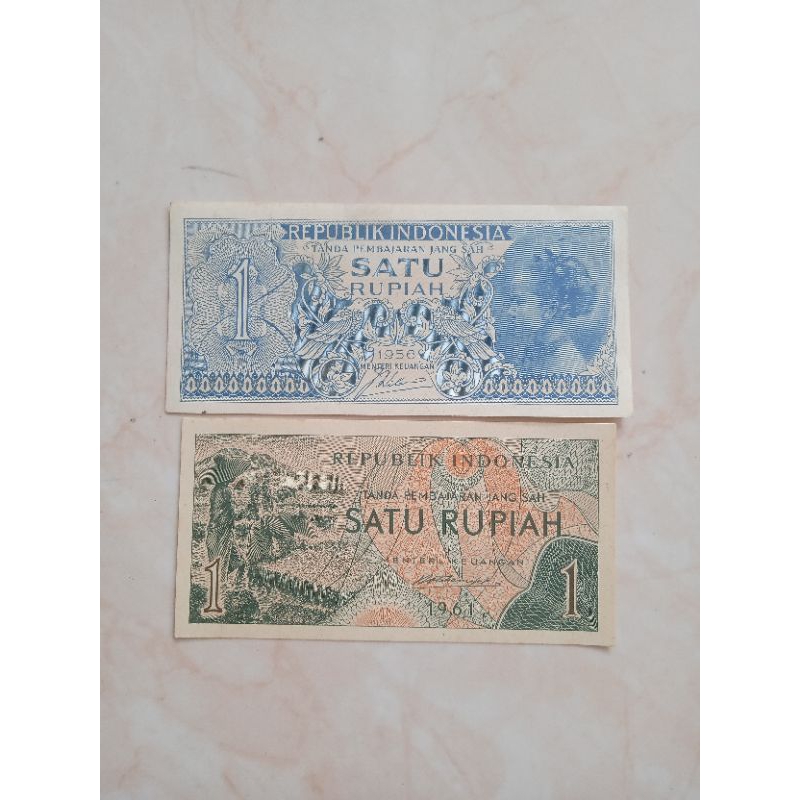 REPUBLIK INDONESIA
TANDA PEMBAJARAN JANG SAH
SATU
RUPIAH
1
1956
MENTERI KEUANGAN
REPUBLIK INDONESIA
TANDA PEMBAJARAN JANG SAH
SATU RUPIAH
MENTERI KEUANGAN
1961
1 1